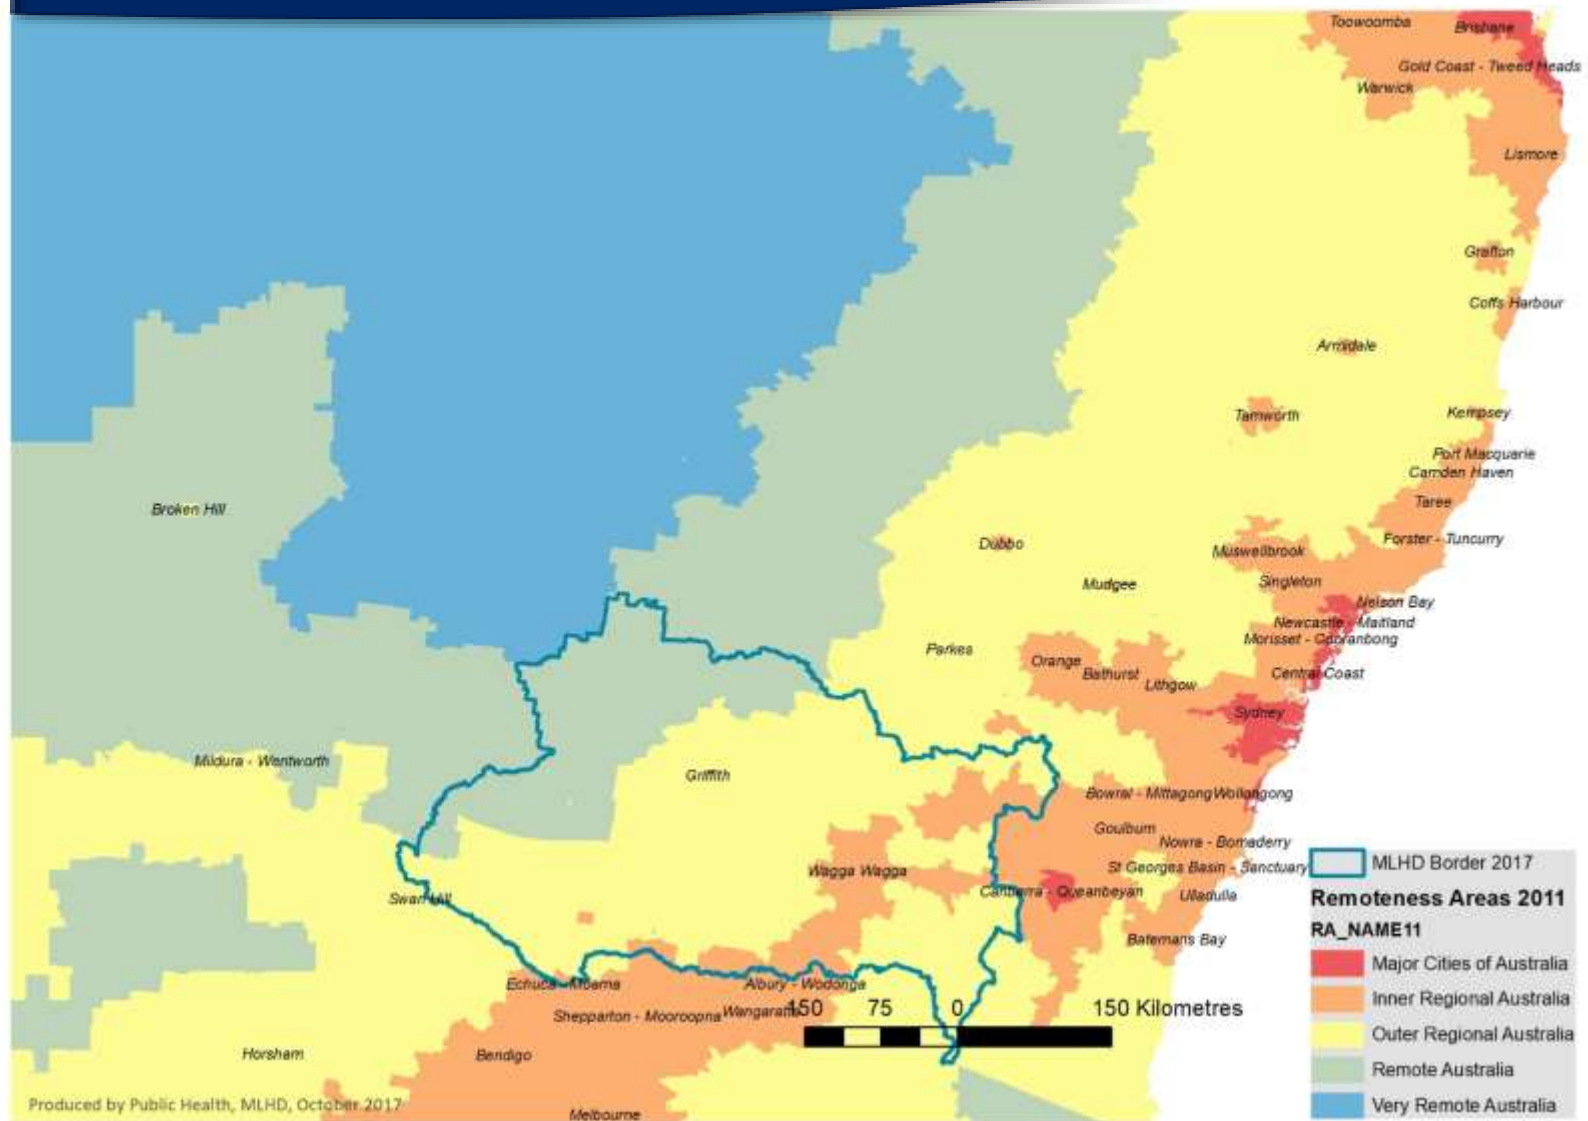 Toowoomba
Brisbane
Gold Coast - Tweed Heads
Warwick
Lismore
Grafton
Coffs Harbour
Armidale
Tamworth
Kempsey
Port Macquarie
Camden Haven
Taree
Broken Hill
Forster - Tuncurry
Dubbo
Muswellbrook
Singleton
Mudgee
Nelson Bay
Newcastle - Maitland
Morisset - Cooranbong
Parkes
Orange
Bathurst
Lithgow
Central Coast
Sydney
Mildura - Wentworth
Griffith
Bowral - Mittagong
Wollongong
Goulburn
Nowra - Bomaderry
St Georges Basin - Sanctuary
Wagga Wagga
Canberra - Queanbeyan
Ulladulla
Swan Hill
Batemans Bay
Echuca - Moama
Albury - Wodonga
Shepparton - Mooroopna
Wangaratta
150 75 0 150 Kilometres
Horsham
Bendigo
Melbourne
Produced by Public Health, MLHD, October 2017
MLHD Border 2017
Remoteness Areas 2011
RA_NAME11
Major Cities of Australia
Inner Regional Australia
Outer Regional Australia
Remote Australia
Very Remote Australia